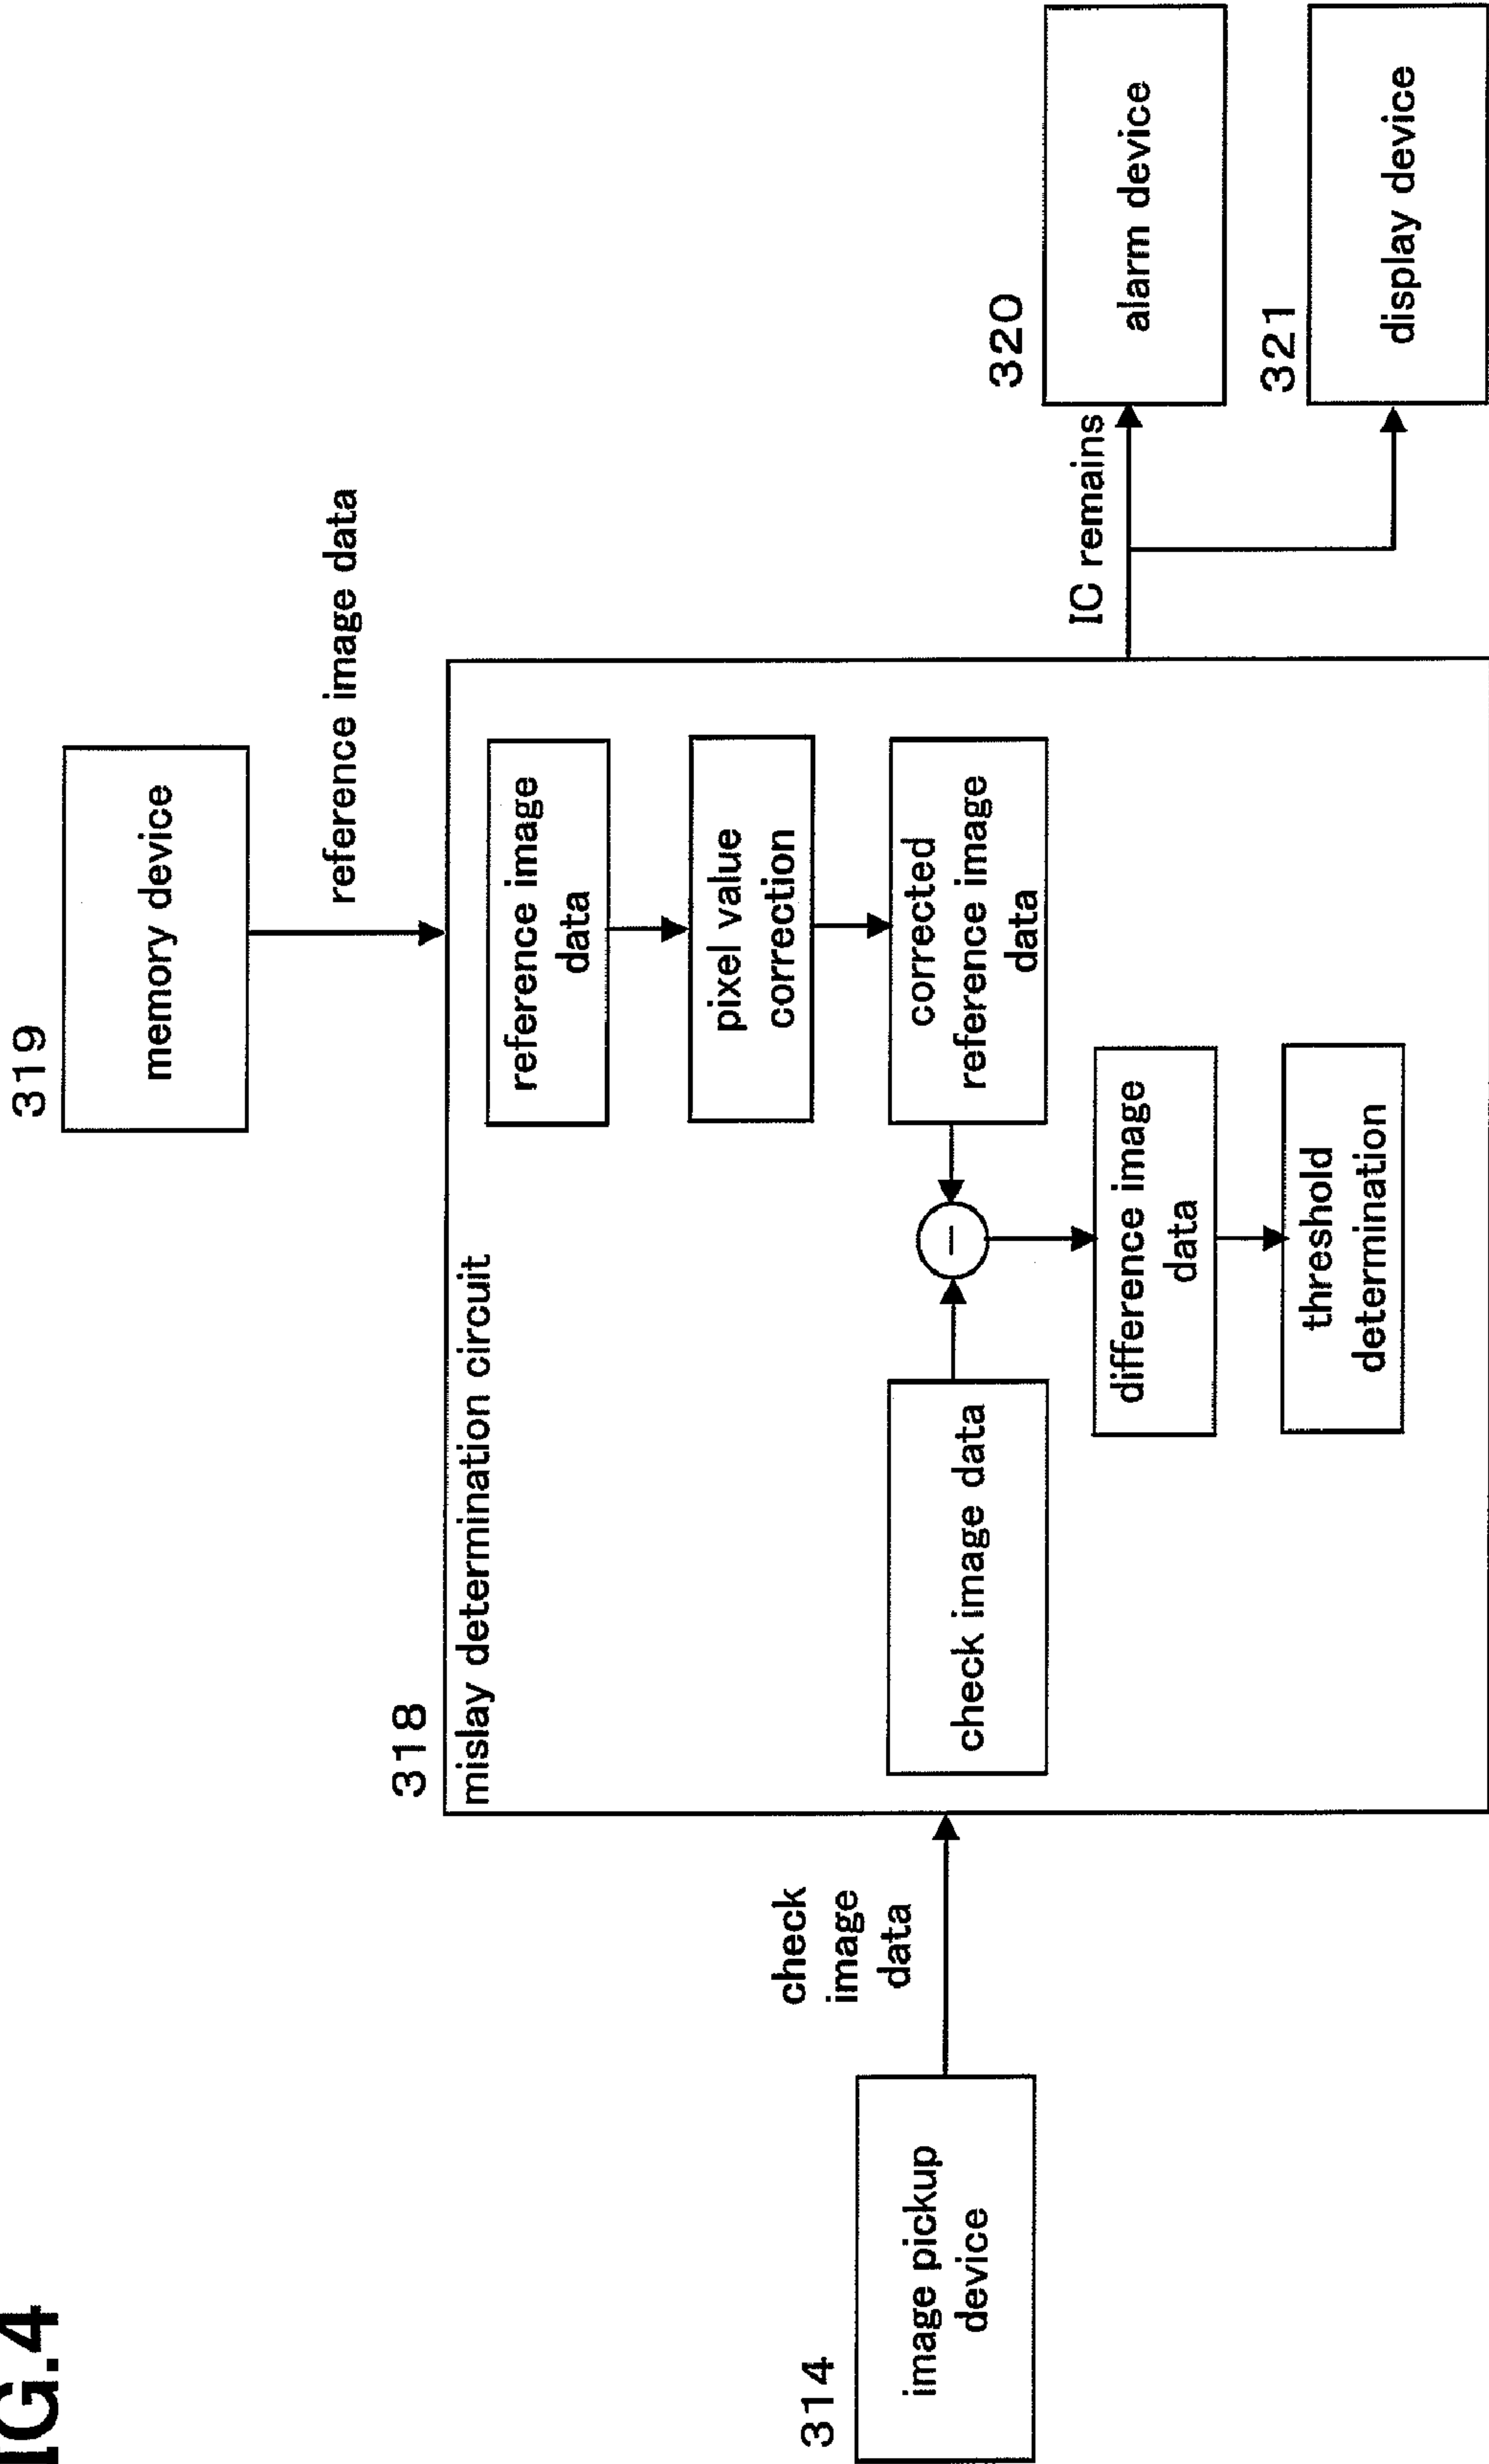 IG.4
319
memory device
reference image data
318
mislay determination circuit
reference image
data
pixel value
correction
corrected
reference image
data
check image data
−
difference image
data
threshold
determination
314
image pickup
device
check
image
data
IC remains
320
alarm device
321
display device